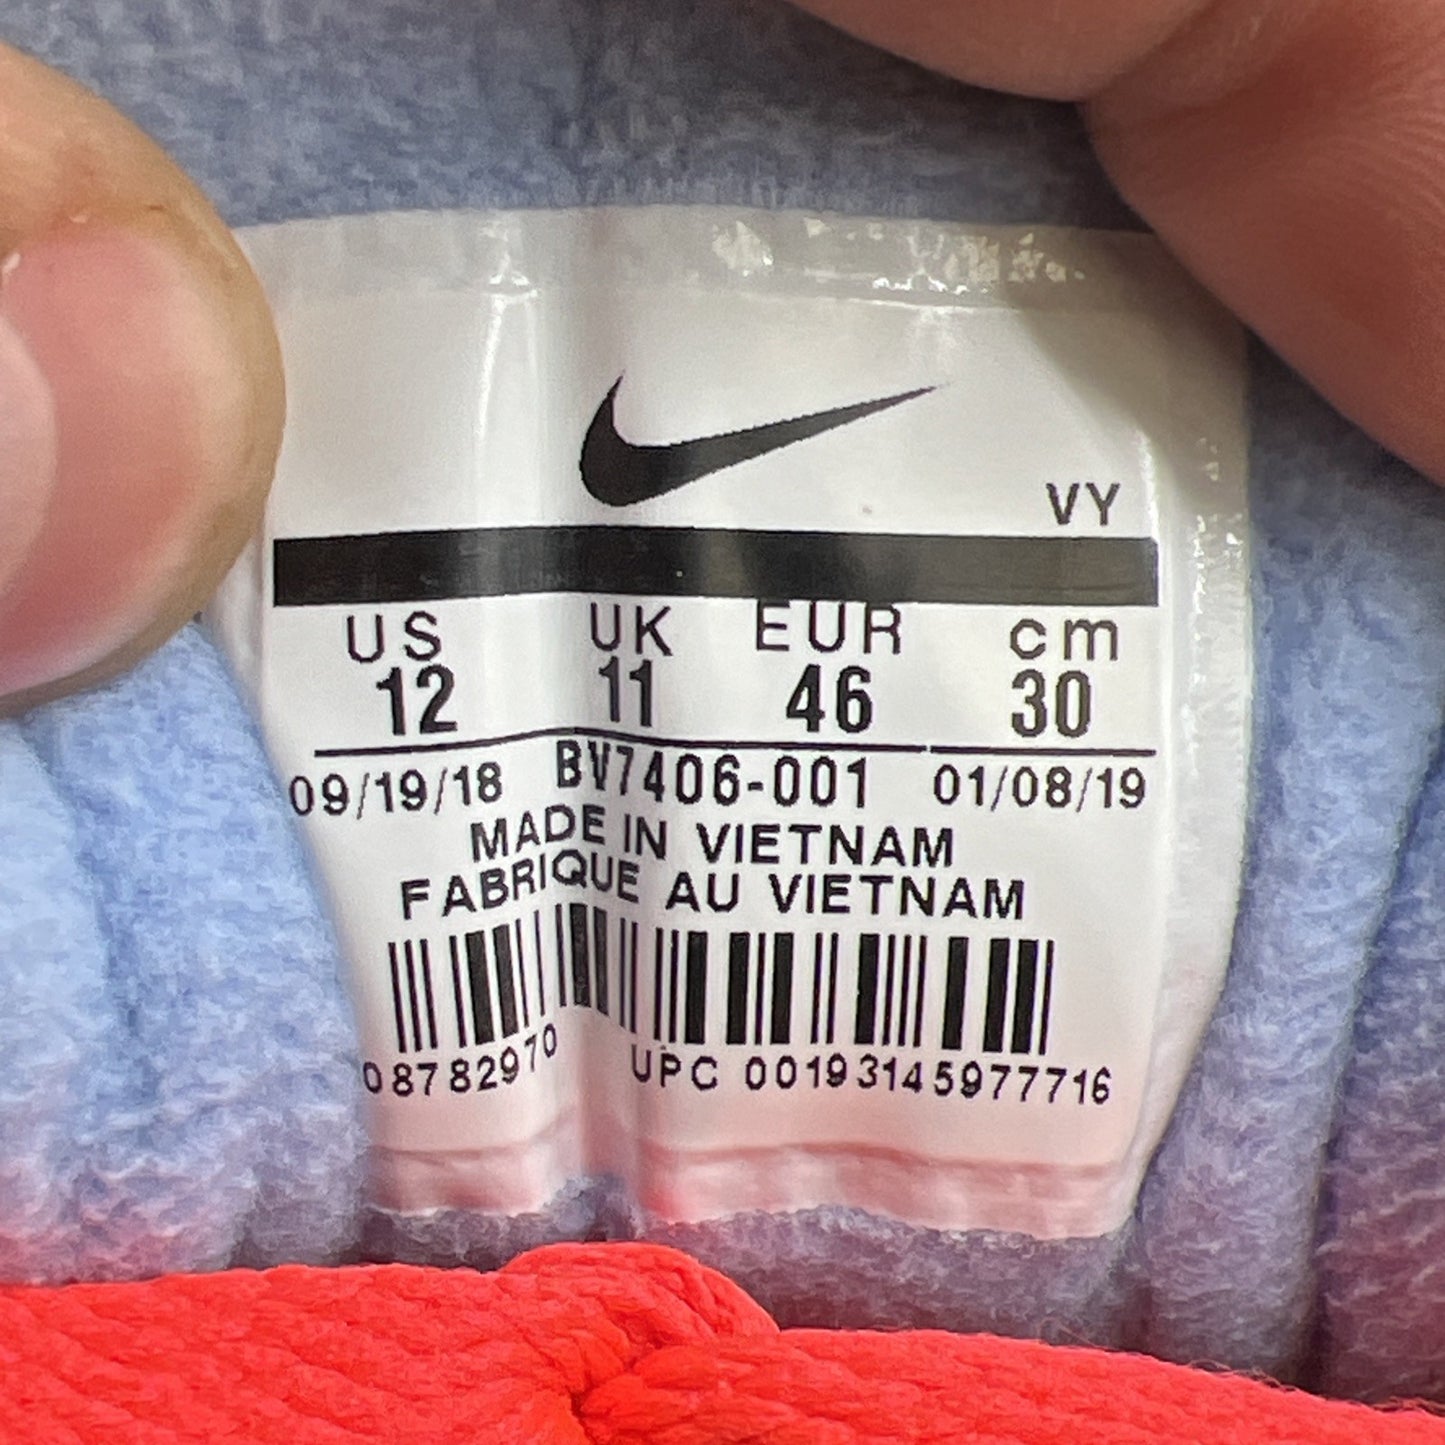 VY
US UK EUR cm
12 11 46 30
09/19/18 BV7406-001 01/08/19
MADE IN VIETNAM
FABRIQUE AU VIETNAM
08782970 UPC 00193145977716